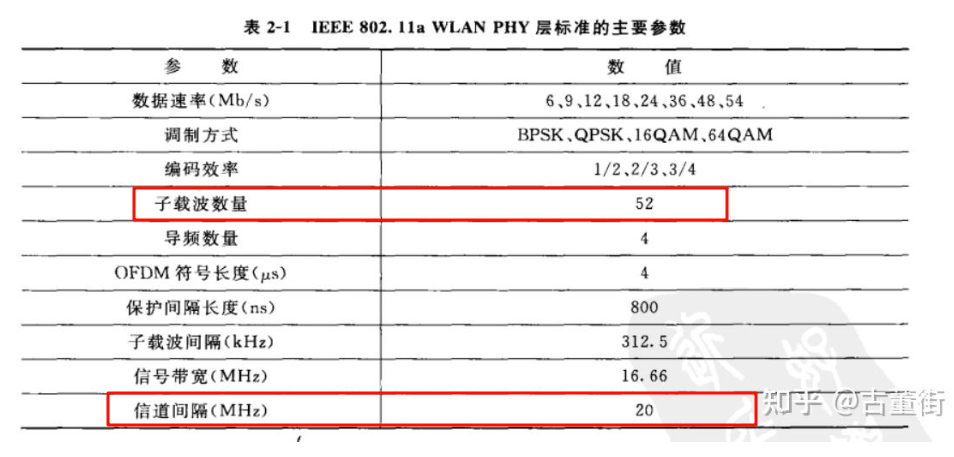 表 2-1 IEEE 802. 11a WLAN PHY 层标准的主要参数
参 数 数 值
数据速率(Mb/s) 6、9、12、18、24、36、48、54
调制方式 BPSK、QPSK、16QAM、64QAM
编码效率 1/2、2/3、3/4
子载波数量 52
导频数量 4
OFDM 符号长度(μs) 4
保护间隔长度(ns) 800
子载波间隔(kHz) 312.5
信号带宽(MHz) 16.66
信道间隔(MHz) 20
知乎 @古董街